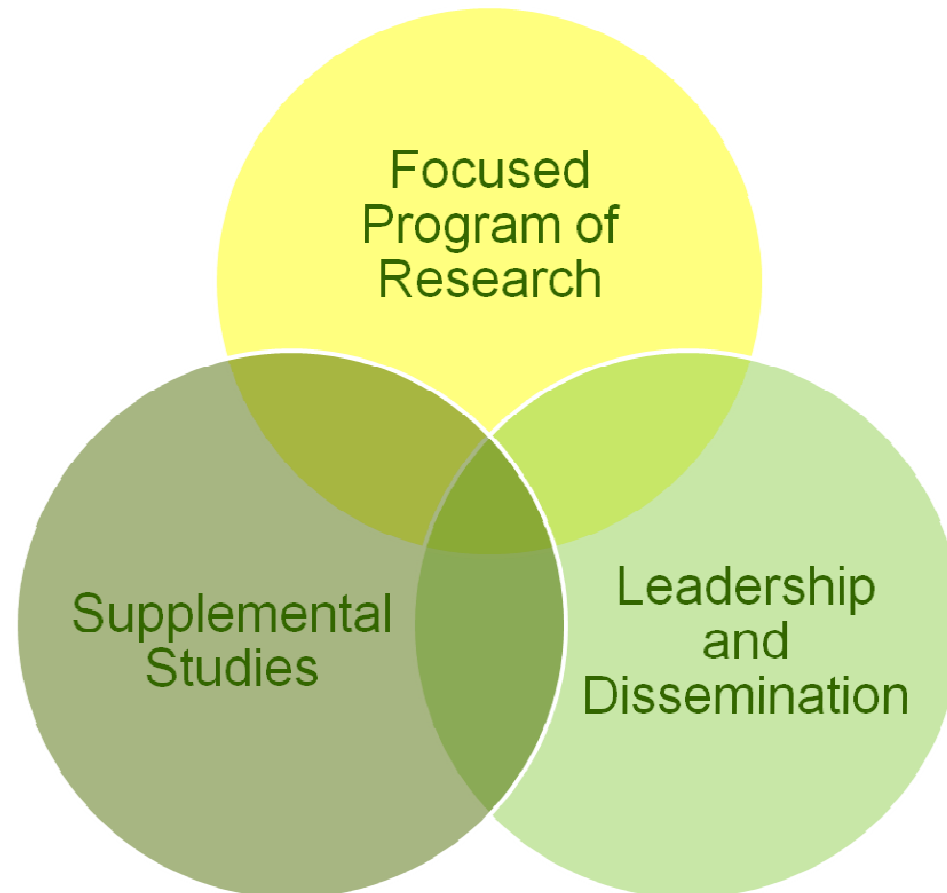 Focused
Program of
Research
Supplemental
Studies
Leadership
and
Dissemination